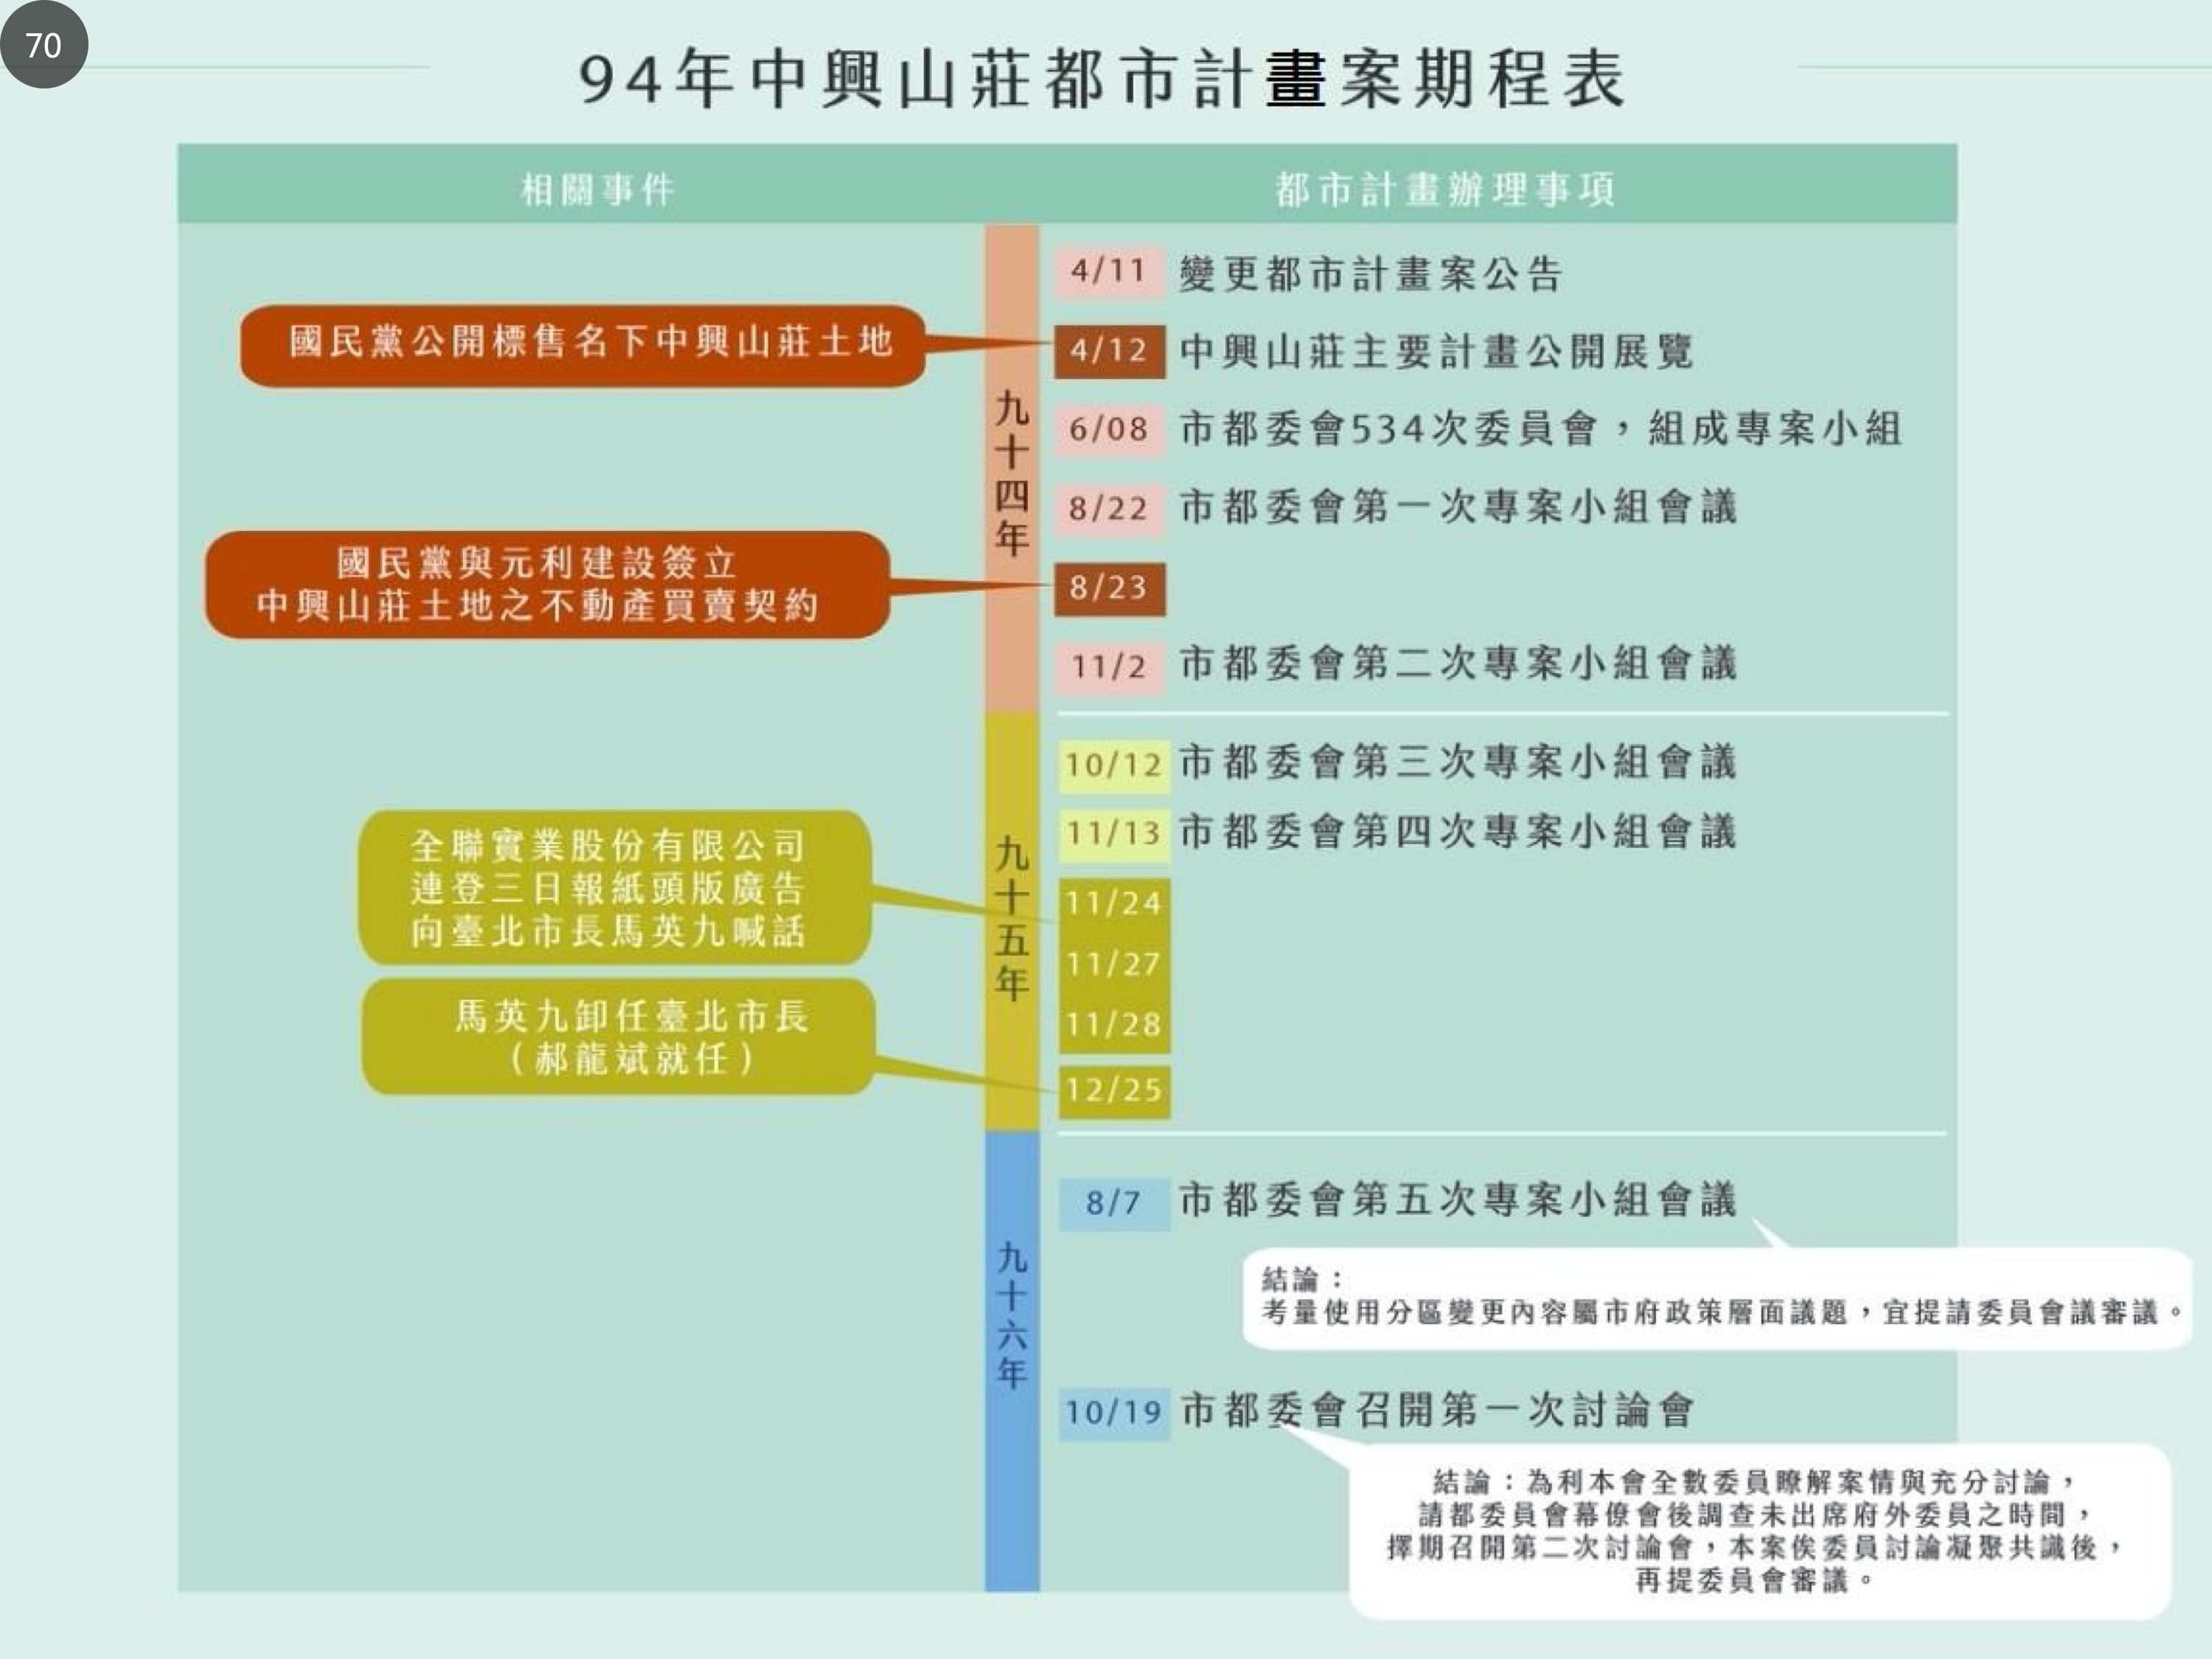 70
94年中興山莊都市計畫案期程表
相關事件
都市計畫辦理事項
九十四年
4/11 變更都市計畫案公告
國民黨公開標售名下中興山莊土地
4/12 中興山莊主要計畫公開展覽
6/08 市都委會534次委員會，組成專案小組
8/22 市都委會第一次專案小組會議
國民黨與元利建設簽立
中興山莊土地之不動產買賣契約
8/23
11/2 市都委會第二次專案小組會議
九十五年
10/12 市都委會第三次專案小組會議
11/13 市都委會第四次專案小組會議
全聯實業股份有限公司
連登三日報紙頭版廣告
向臺北市長馬英九喊話
11/24
11/27
11/28
馬英九卸任臺北市長
（郝龍斌就任）
12/25
九十六年
8/7 市都委會第五次專案小組會議
結論：
考量使用分區變更內容屬市府政策層面議題，宜提請委員會議審議。
10/19 市都委會召開第一次討論會
結論：為利本會全數委員瞭解案情與充分討論，
請都委員會幕僚會後調查未出席府外委員之時間，
擇期召開第二次討論會，本案俟委員討論凝聚共識後，
再提委員會審議。